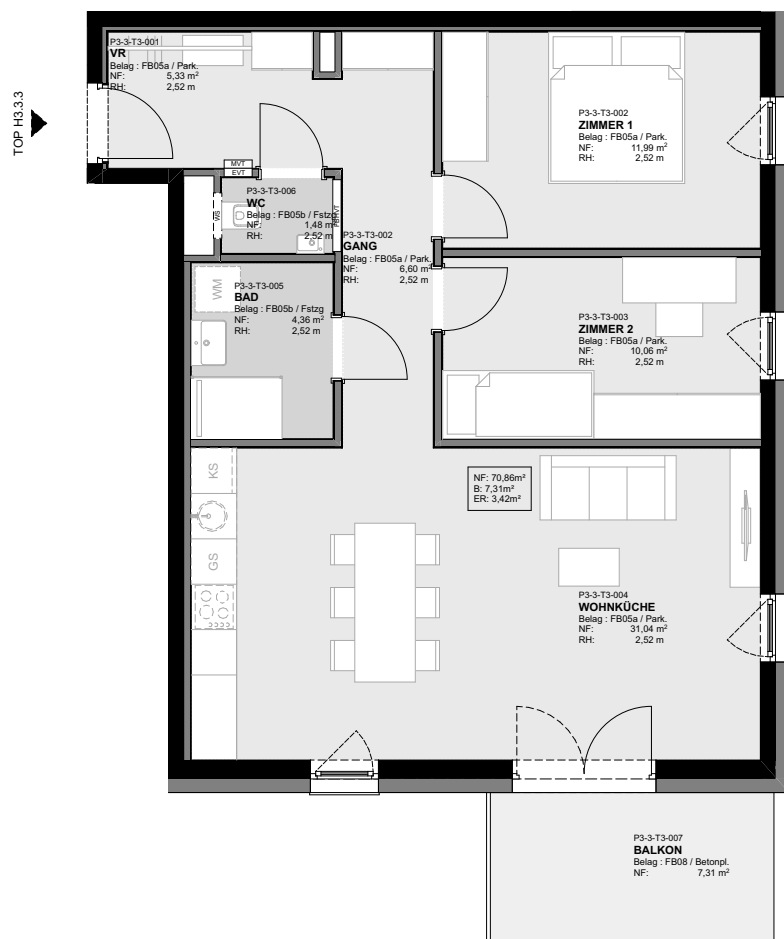 P3-3-T3-001
VR
Belag : FB05a / Park.
NF: 5,33 m²
RH: 2,52 m
TOP H3.3.3
P3-3-T3-002
ZIMMER 1
Belag : FB05a / Park.
NF: 11,99 m²
RH: 2,52 m
MVT
EVT
P3-3-T3-006
WC
Belag : FB05b / Fstzg
NF: 1,48 m²
RH: 2,52 m
WS
P3-3-T3-002
GANG
Belag : FB05a / Park.
NF: 6,60 m²
RH: 2,52 m
WM
P3-3-T3-005
BAD
Belag : FB05b / Fstzg
NF: 4,36 m²
RH: 2,52 m
P3-3-T3-003
ZIMMER 2
Belag : FB05a / Park.
NF: 10,06 m²
RH: 2,52 m
KS
GS
NF: 70,86m²
B: 7,31m²
ER: 3,42m²
P3-3-T3-004
WOHNKÜCHE
Belag : FB05a / Park.
NF: 31,04 m²
RH: 2,52 m
P3-3-T3-007
BALKON
Belag : FB08 / Betonpl.
NF: 7,31 m²